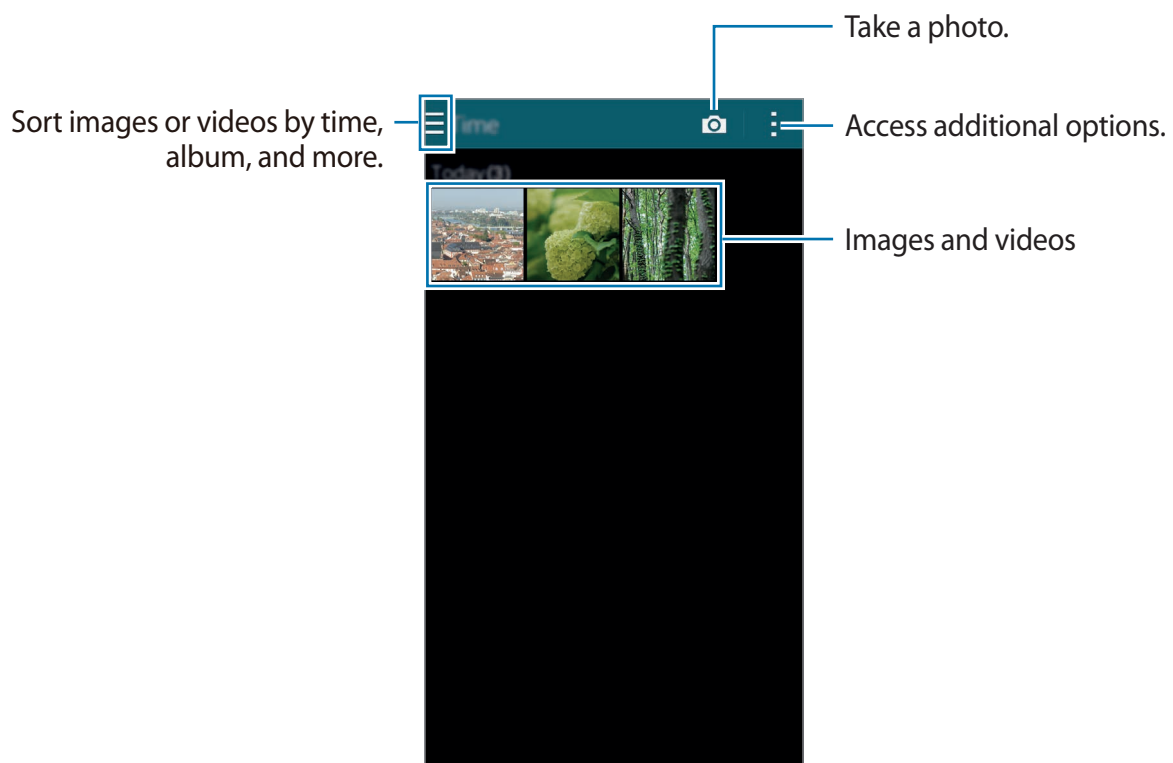 Take a photo.
Sort images or videos by time,
album, and more.
Time
Access additional options.
Today(3)
Images and videos